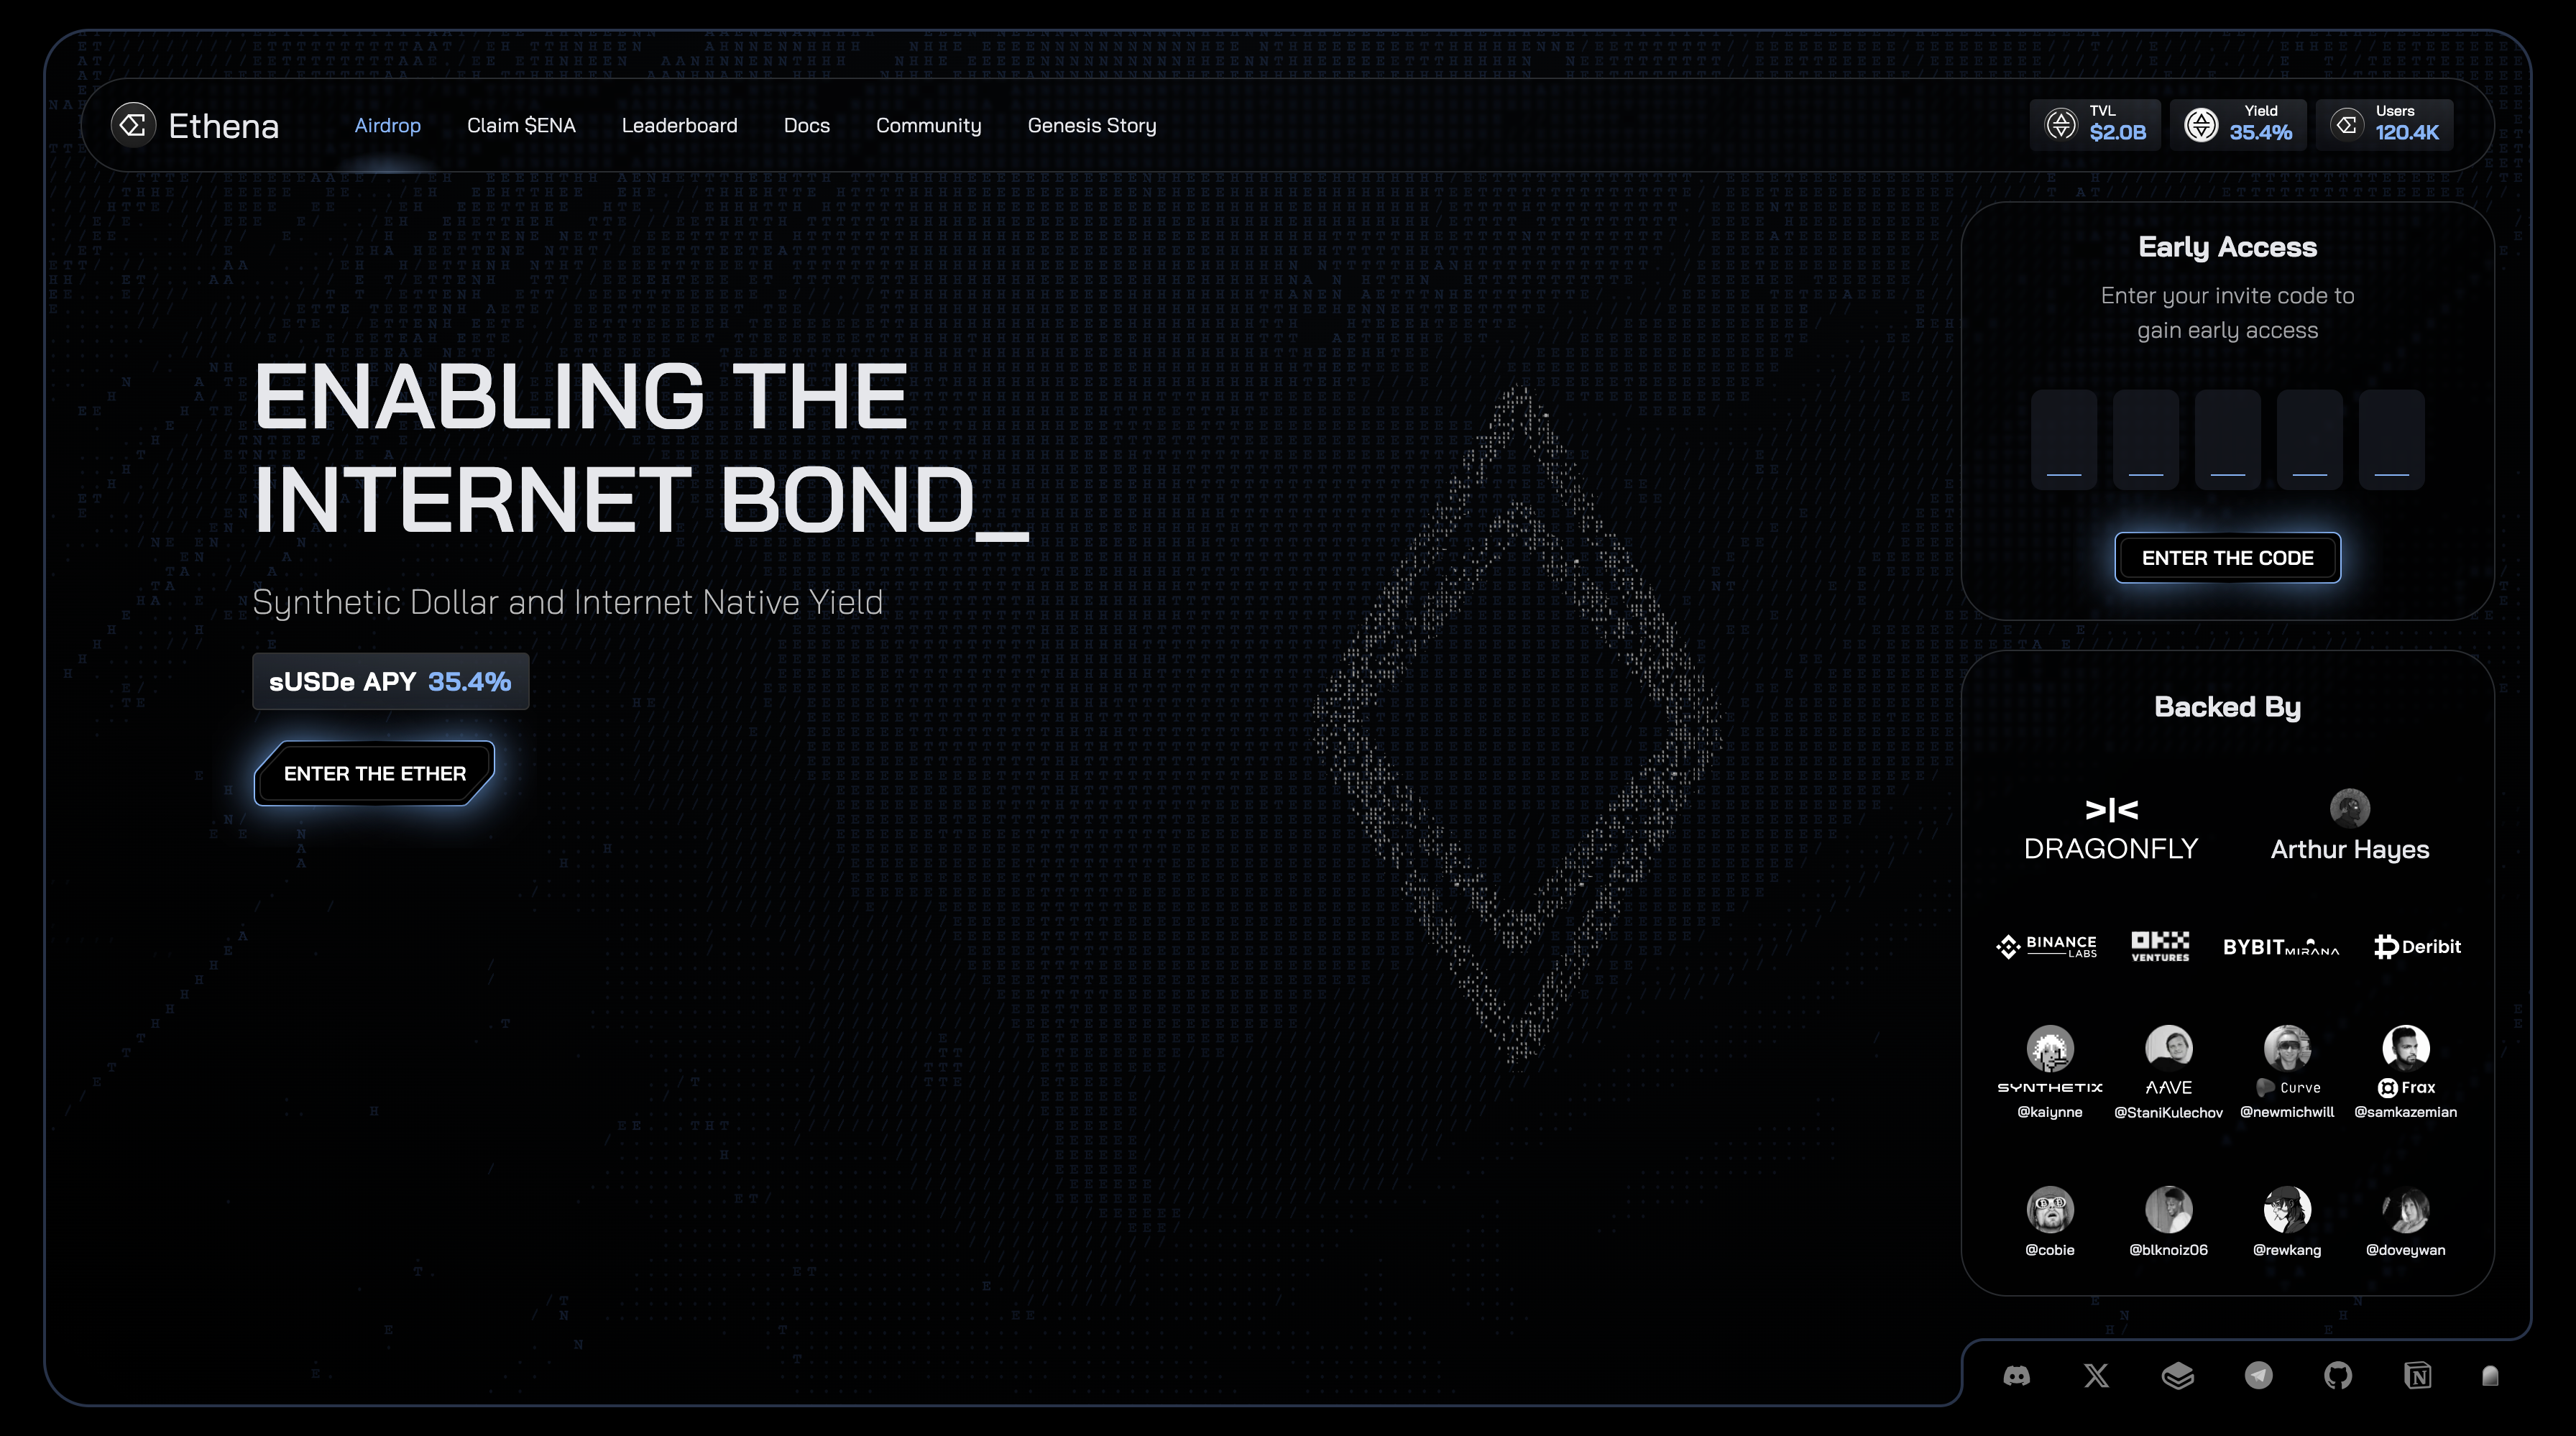 Ethena
Airdrop
Claim $ENA
Leaderboard
Docs
Community
Genesis Story
TVL
$2.0B
Yield
35.4%
Users
120.4K
ENABLING THE
INTERNET BOND_
Synthetic Dollar and Internet Native Yield
sUSDe APY 35.4%
ENTER THE ETHER
Early Access
Enter your invite code to
gain early access
ENTER THE CODE
Backed By
DRAGONFLY
Arthur Hayes
BINANCE
LABS
OKX
VENTURES
BYBIT MIRANA
Deribit
SYNTHETIX
@kaiynne
AAVE
@StaniKulechov
Curve
@newmichwill
Frax
@samkazemian
@cobie
@blknoiz06
@rewkang
@doveywan